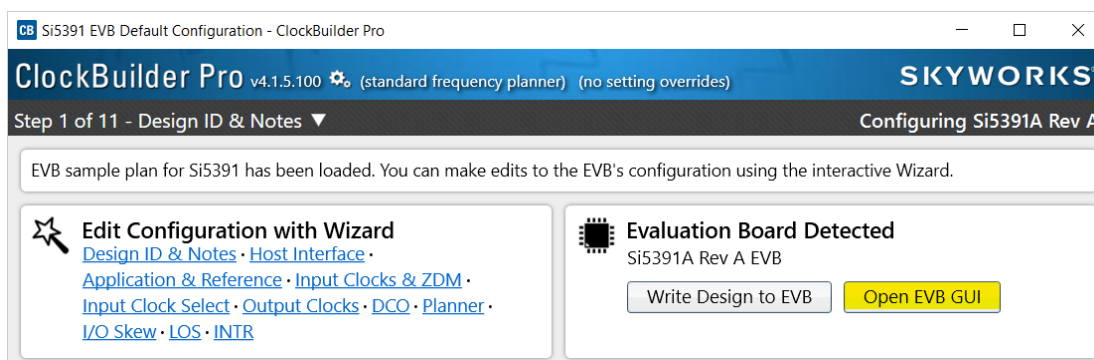 CB Si5391 EVB Default Configuration - ClockBuilder Pro
ClockBuilder Pro v4.1.5.100 (standard frequency planner) (no setting overrides) SKYWORKS
Step 1 of 11 - Design ID & Notes ▼ Configuring Si5391A Rev A
EVB sample plan for Si5391 has been loaded. You can make edits to the EVB's configuration using the interactive Wizard.
Edit Configuration with Wizard
Design ID & Notes · Host Interface ·
Application & Reference · Input Clocks & ZDM ·
Input Clock Select · Output Clocks · DCO · Planner ·
I/O Skew · LOS · INTR
Evaluation Board Detected
Si5391A Rev A EVB
Write Design to EVB Open EVB GUI